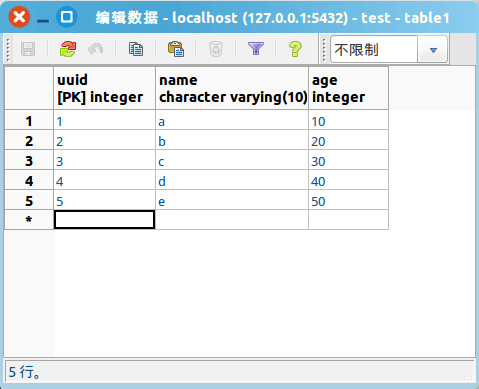 编辑数据 - localhost (127.0.0.1:5432) - test - table1
不限制
uuid name age
[PK] integer character varying(10) integer
1 1 a 10
2 2 b 20
3 3 c 30
4 4 d 40
5 5 e 50
*
5 行。